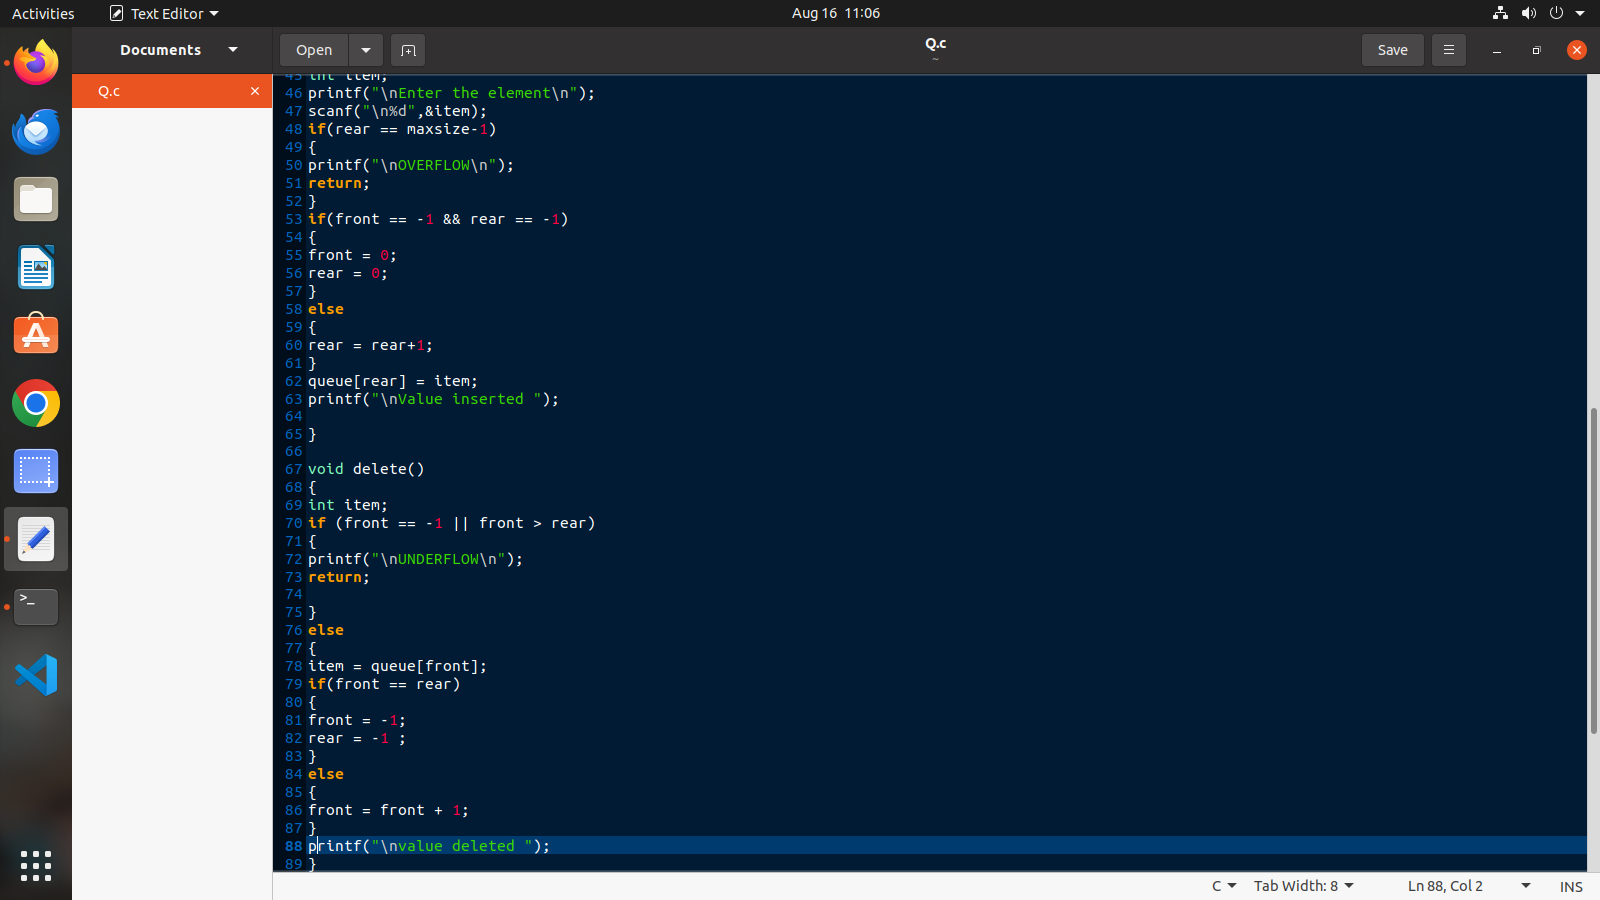 Activities Text Editor Aug 16 11:06
Documents Open Q.c Save
~
Q.c
45 int item;
46 printf("\nEnter the element\n");
47 scanf("\n%d",&item);
48 if(rear == maxsize-1)
49 {
50 printf("\nOVERFLOW\n");
51 return;
52 }
53 if(front == -1 && rear == -1)
54 {
55 front = 0;
56 rear = 0;
57 }
58 else
59 {
60 rear = rear+1;
61 }
62 queue[rear] = item;
63 printf("\nValue inserted ");
64
65 }
66
67 void delete()
68 {
69 int item;
70 if (front == -1 || front > rear)
71 {
72 printf("\nUNDERFLOW\n");
73 return;
74
75 }
76 else
77 {
78 item = queue[front];
79 if(front == rear)
80 {
81 front = -1;
82 rear = -1 ;
83 }
84 else
85 {
86 front = front + 1;
87 }
88 printf("\nvalue deleted ");
89 }
C Tab Width: 8 Ln 88, Col 2 INS